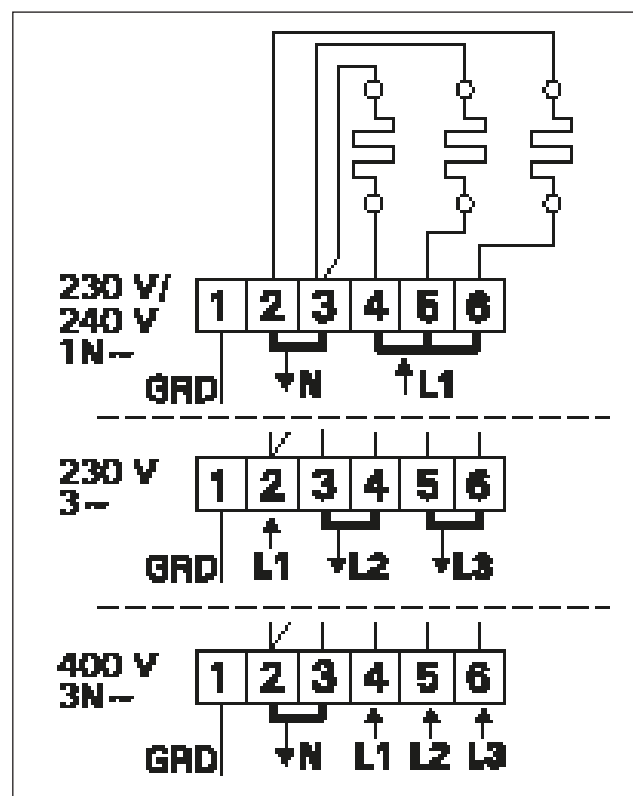 230 V/
240 V
1N~
1 2 3 4 5 6
GRD N L1
230 V
3~
1 2 3 4 5 6
GRD L1 L2 L3
400 V
3N~
1 2 3 4 5 6
GRD N L1 L2 L3